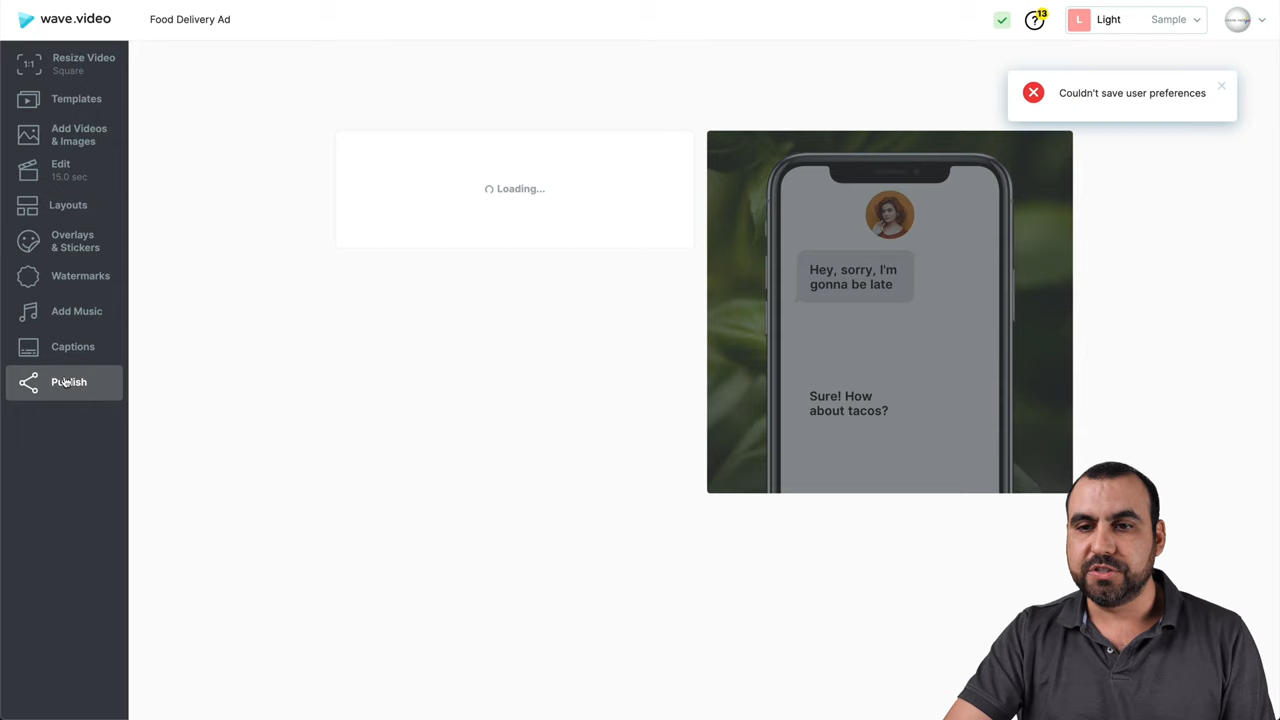 wave.video
Food Delivery Ad
13
L
Light
Sample
1:1
Resize Video
Square
Couldn't save user preferences
Templates
Add Videos
& Images
Edit
15.0 sec
Layouts
Overlays
& Stickers
Watermarks
Add Music
Captions
Publish
Loading...
Hey, sorry, I'm
gonna be late
Sure! How
about tacos?